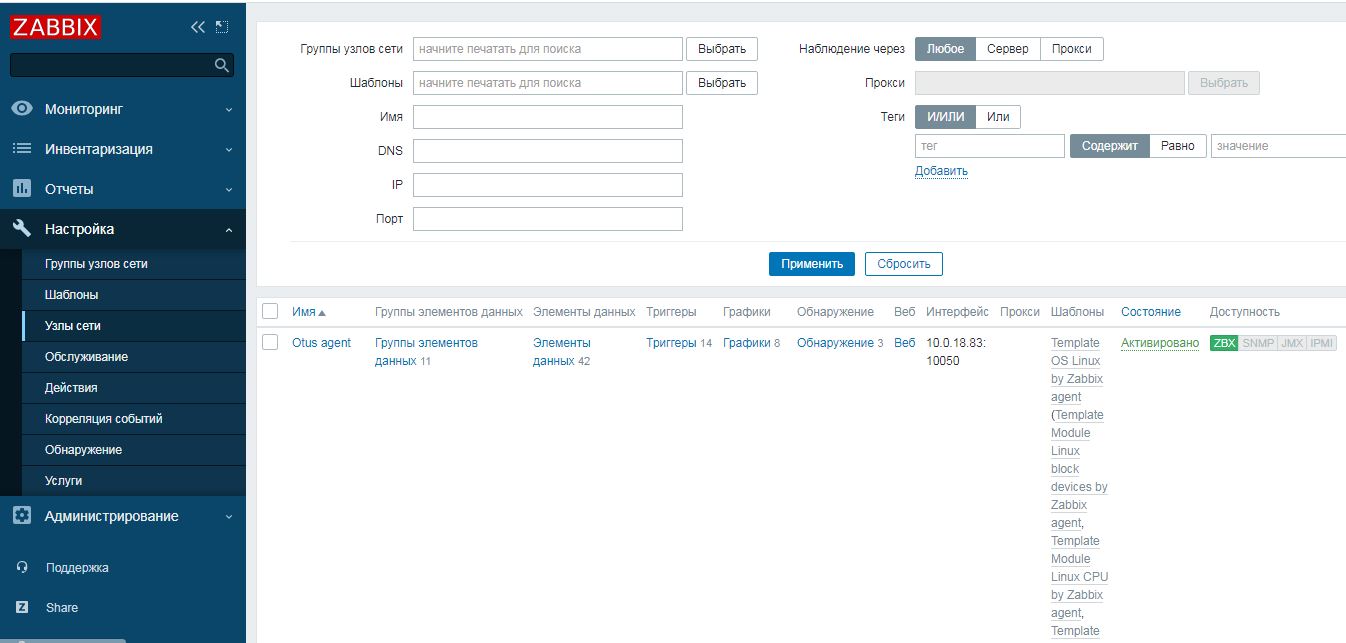 ZABBIX
Мониторинг
Инвентаризация
Отчеты
Настройка
Группы узлов сети
Шаблоны
Узлы сети
Обслуживание
Действия
Корреляция событий
Обнаружение
Услуги
Администрирование
Поддержка
Z Share
Группы узлов сети начните печатать для поиска Выбрать
Шаблоны начните печатать для поиска Выбрать
Имя
DNS
IP
Порт
Наблюдение через Любое Сервер Прокси
Прокси Выбрать
Теги И/ИЛИ Или
тег Содержит Равно значение
Добавить
Применить Сбросить
Имя Группы элементов данных Элементы данных Триггеры Графики Обнаружение Веб Интерфейс Прокси Шаблоны Состояние Доступность
Otus agent
Группы элементов
данных 11
Элементы
данных 42
Триггеры 14
Графики 8
Обнаружение 3
Веб
10.0.18.83:
10050
Template
OS Linux
by Zabbix
agent
(Template
Module
Linux
block
devices by
Zabbix
agent,
Template
Module
Linux CPU
by Zabbix
agent,
Template
Активировано
ZBX SNMP JMX IPMI